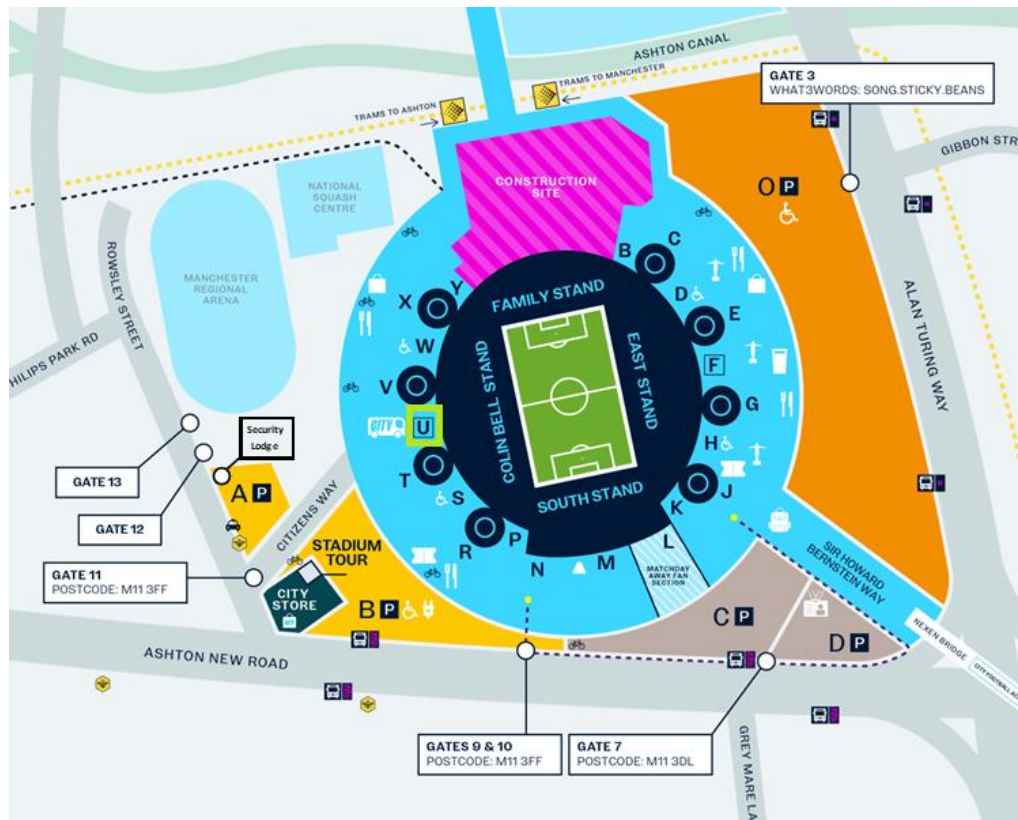 ASHTON CANAL
TRAMS TO MANCHESTER
TRAMS TO ASHTON
GATE 3
WHAT3WORDS: SONG.STICKY.BEANS
GIBBON STR
CONSTRUCTION
SITE
NATIONAL
SQUASH
CENTRE
O P
MANCHESTER
REGIONAL
ARENA
ROWSLEY STREET
HILIPS PARK RD
ALAN TURING WAY
B
C
D
E
F
G
H
J
K
L
M
N
P
R
S
T
U
V
W
X
Y
CITY
FAMILY STAND
EAST STAND
COLIN BELL STAND
SOUTH STAND
MATCHDAY
AWAY FAN
SECTION
Security
Lodge
GATE 13
GATE 12
A P
CITIZENS WAY
GATE 11
POSTCODE: M11 3FF
STADIUM
TOUR
CITY
STORE
B P
C P
D P
SIR HOWARD
BERNSTEIN WAY
NEXEN BRIDGE
CITY FOOTBALL AC
ASHTON NEW ROAD
GATES 9 & 10
POSTCODE: M11 3FF
GATE 7
POSTCODE: M11 3DL
GREY MARE LA